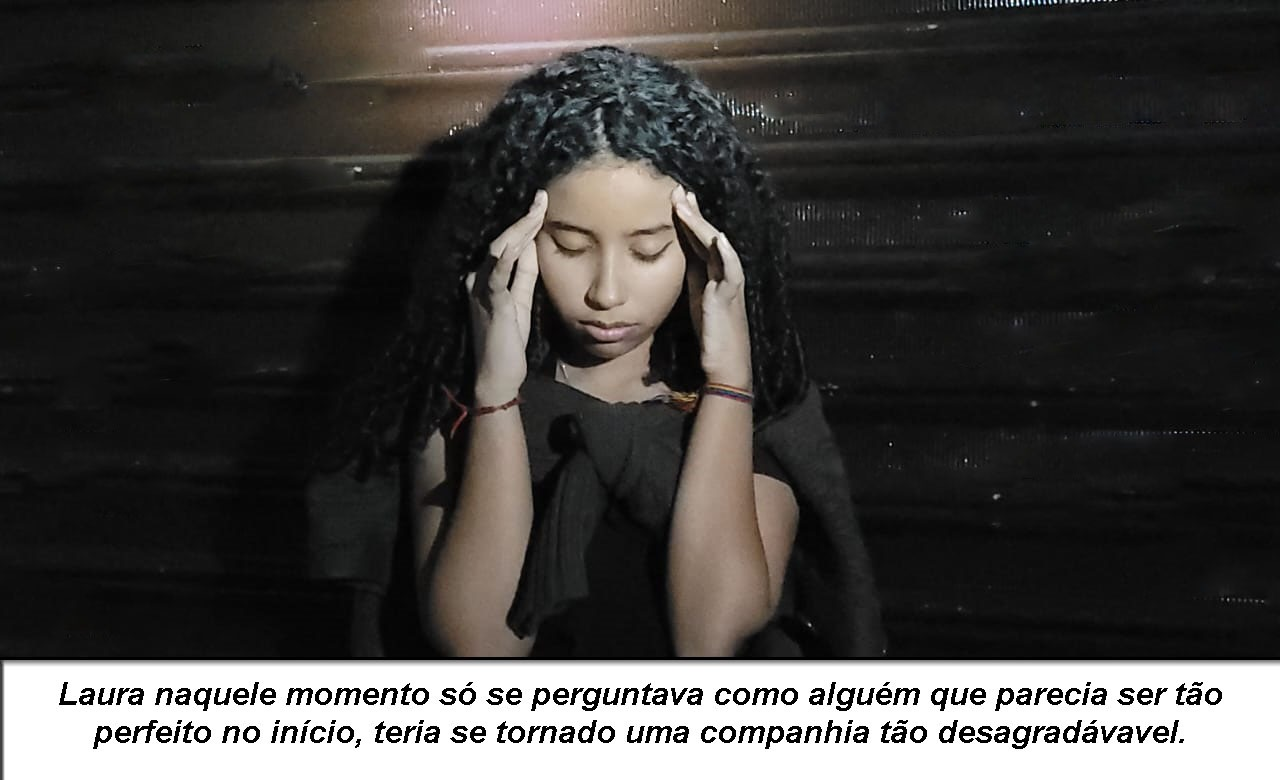 Laura naquele momento só se perguntava como alguém que parecia ser tão
perfeito no início, teria se tornado uma companhia tão desagradávavel.